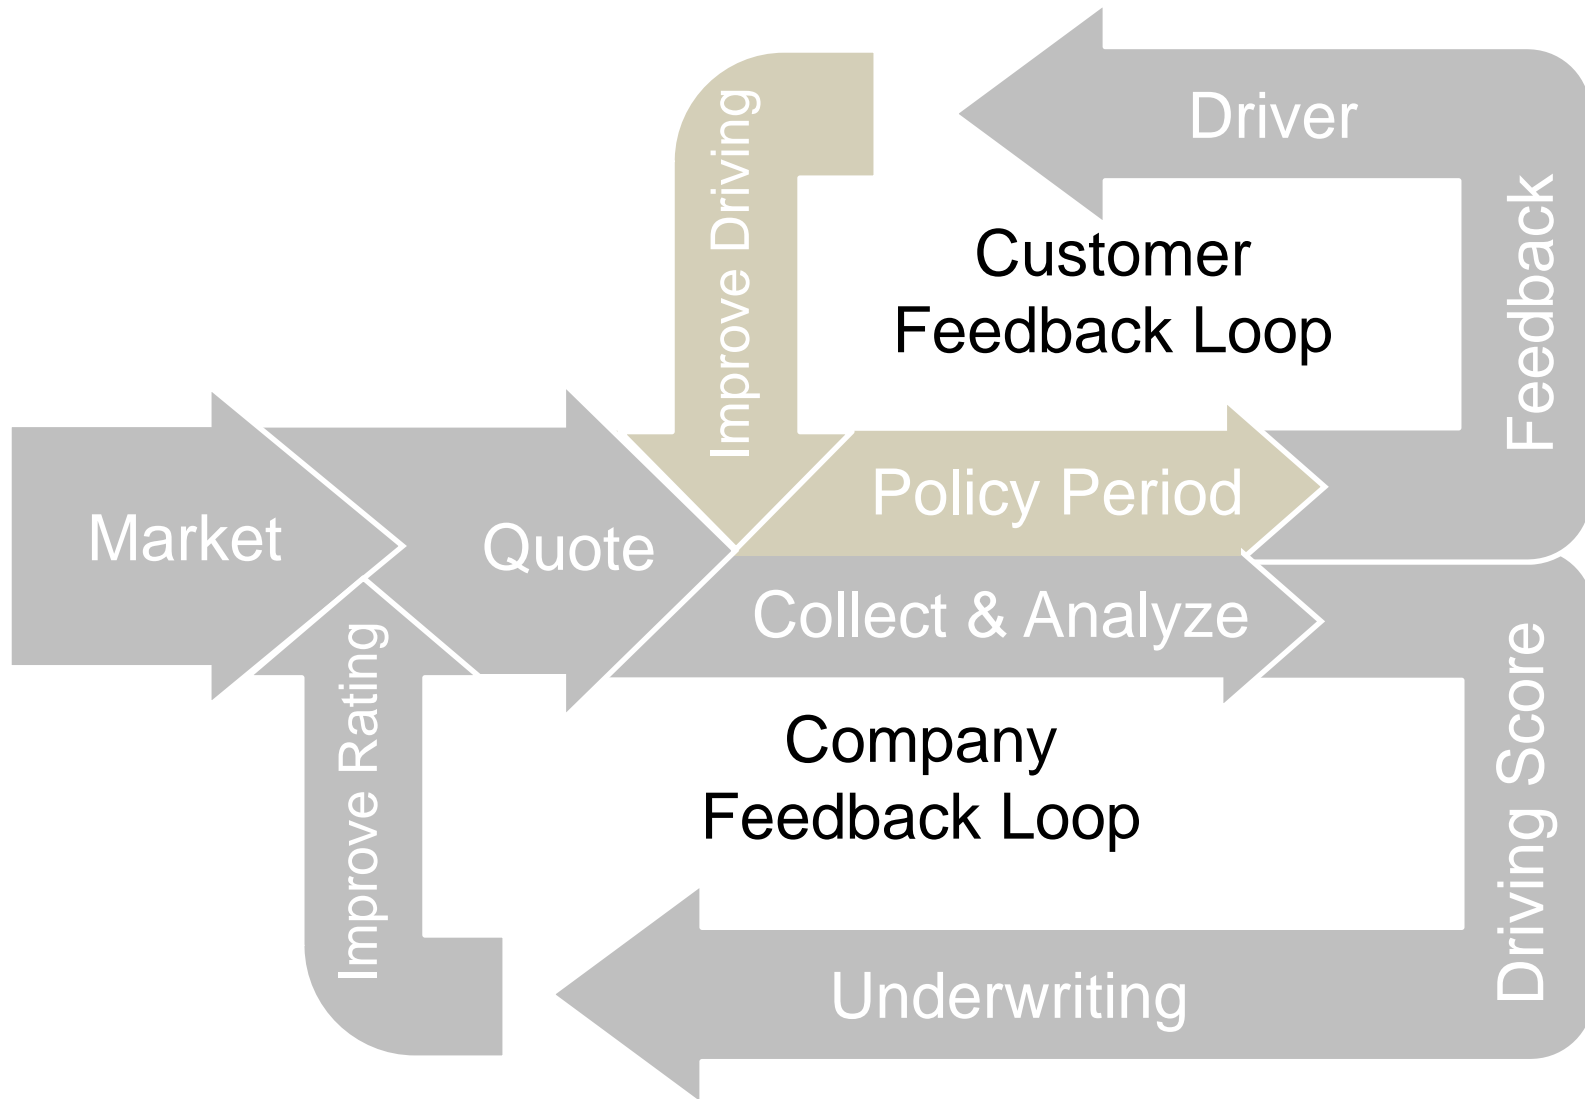 Driver
Improve Driving
Feedback
Customer
Feedback Loop
Policy Period
Market
Quote
Collect & Analyze
Improve Rating
Company
Feedback Loop
Driving Score
Underwriting